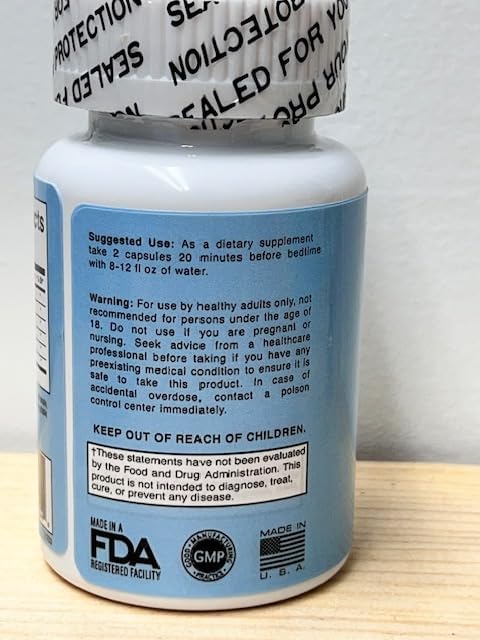 PROTECTION
SEALED
PROTECTION
SEALED FOR YOU
Suggested Use: As a dietary supplement
take 2 capsules 20 minutes before bedtime
with 8-12 fl oz of water.
Warning: For use by healthy adults only, not
recommended for persons under the age of
18. Do not use if you are pregnant or
nursing. Seek advice from a healthcare
professional before taking if you have any
preexisting medical condition to ensure it is
safe to take this product. In case of
accidental overdose, contact a poison
control center immediately.
KEEP OUT OF REACH OF CHILDREN.
†These statements have not been evaluated
by the Food and Drug Administration. This
product is not intended to diagnose, treat,
cure, or prevent any disease.
MADE IN A
FDA
REGISTERED FACILITY
GOOD MANUFACTURING
GMP
PRACTICE
MADE IN
U. S. A.